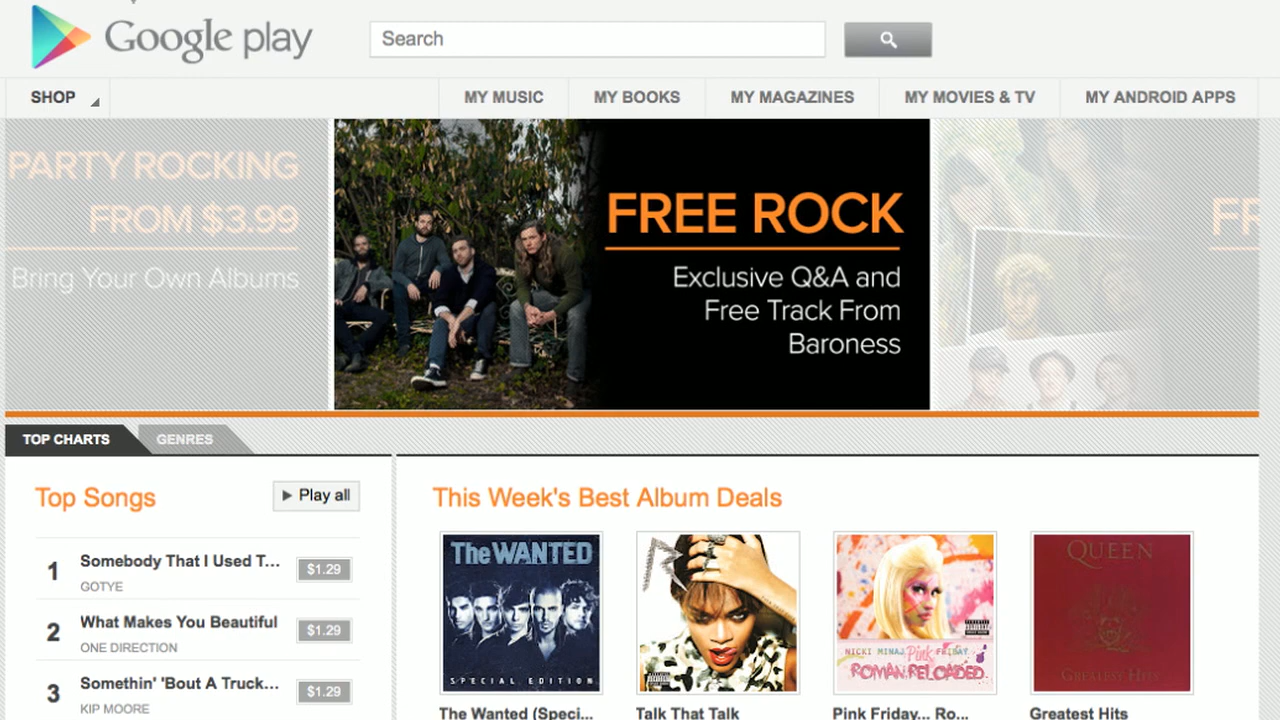 Google play
Search
SHOP
MY MUSIC
MY BOOKS
MY MAGAZINES
MY MOVIES & TV
MY ANDROID APPS
PARTY ROCKING
FROM $3.99
Bring Your Own Albums
FREE ROCK
Exclusive Q&A and
Free Track From
Baroness
FR
TOP CHARTS
GENRES
Top Songs
Play all
1
Somebody That I Used T...
$1.29
GOTYE
2
What Makes You Beautiful
$1.29
ONE DIRECTION
3
Somethin' 'Bout A Truck...
$1.29
KIP MOORE
This Week's Best Album Deals
The WANTED
SPECIAL EDITION
The Wanted (Speci...
R
Talk That Talk
NICKI MINAJ Pink FRIDAY
ROMAN RELOADED
Pink Friday... Ro...
QUEEN
GREATEST HITS
Greatest Hits